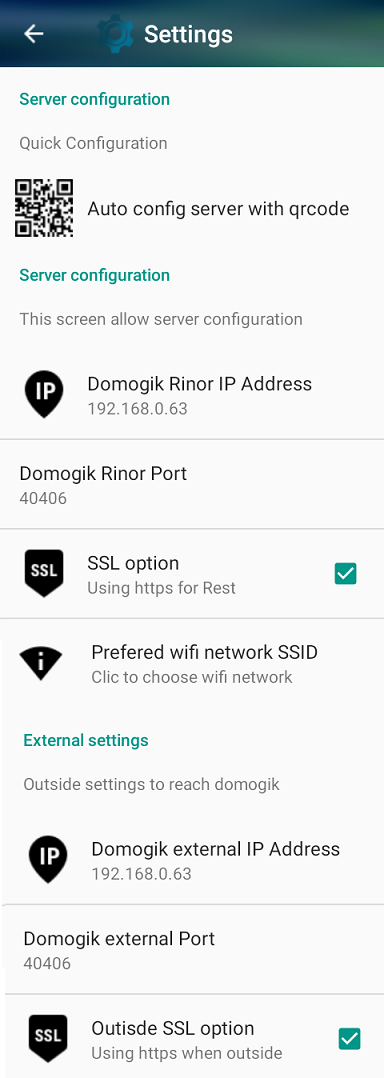 Settings
Server configuration
Quick Configuration
Auto config server with qrcode
Server configuration
This screen allow server configuration
IP
Domogik Rinor IP Address
192.168.0.63
Domogik Rinor Port
40406
SSL
SSL option
Using https for Rest
Prefered wifi network SSID
Clic to choose wifi network
External settings
Outside settings to reach domogik
IP
Domogik external IP Address
192.168.0.63
Domogik external Port
40406
SSL
Outisde SSL option
Using https when outside